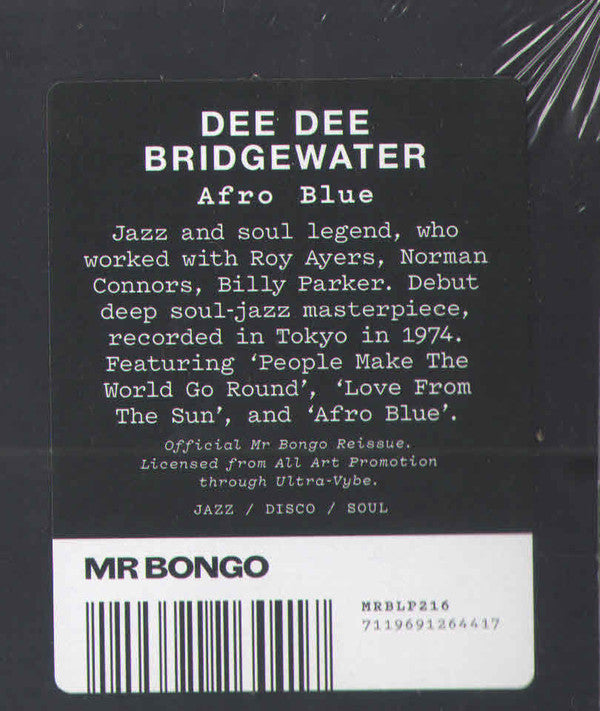 DEE DEE
BRIDGEWATER
Afro Blue
Jazz and soul legend, who
worked with Roy Ayers, Norman
Connors, Billy Parker. Debut
deep soul-jazz masterpiece,
recorded in Tokyo in 1974.
Featuring ‘People Make The
World Go Round’, ‘Love From
The Sun’, and ‘Afro Blue’.
Official Mr Bongo Reissue.
Licensed from All Art Promotion
through Ultra-Vybe.
JAZZ / DISCO / SOUL
MR BONGO
MRBLP216
7119691264417